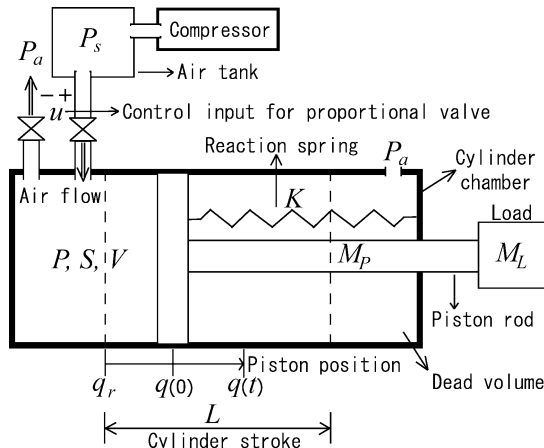 Compressor
P_s
P_a
Air tank
−+
u
Control input for proportional valve
Reaction spring
P_a
Cylinder
chamber
Air flow
K
Load
P, S, V
M_P
M_L
Piston rod
Piston position
q_r
q(0)
q(t)
Dead volume
L
Cylinder stroke